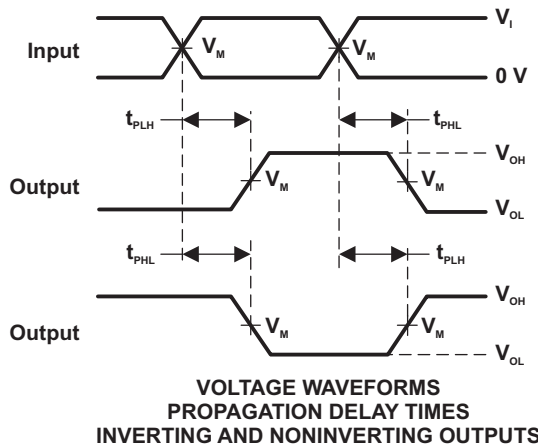 V_I
Input
V_M
V_M
0 V
t_PLH
t_PHL
V_OH
Output
V_M
V_M
V_OL
t_PHL
t_PLH
V_OH
Output
V_M
V_M
V_OL
VOLTAGE WAVEFORMS
PROPAGATION DELAY TIMES
INVERTING AND NONINVERTING OUTPUTS